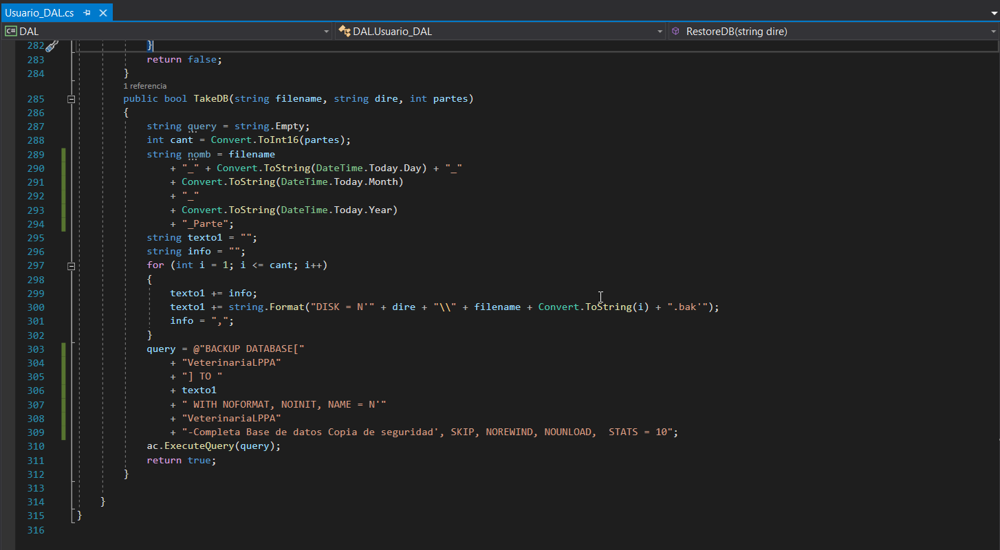 Usuario_DAL.cs
C# DAL DAL.Usuario_DAL RestoreDB(string dire)
282 }
283 return false;
284 }
1 referencia
285 public bool TakeDB(string filename, string dire, int partes)
286 {
287 string query = string.Empty;
288 int cant = Convert.ToInt16(partes);
289 string nomb = filename
290 + "_" + Convert.ToString(DateTime.Today.Day) + "_"
291 + Convert.ToString(DateTime.Today.Month)
292 + "_"
293 + Convert.ToString(DateTime.Today.Year)
294 + "_Parte";
295 string texto1 = "";
296 string info = "";
297 for (int i = 1; i <= cant; i++)
298 {
299 texto1 += info;
300 texto1 += string.Format("DISK = N'" + dire + "\\" + filename + Convert.ToString(i) + ".bak'");
301 info = ",";
302 }
303 query = @"BACKUP DATABASE["
304 + "VeterinariaLPPA"
305 + "] TO "
306 + texto1
307 + " WITH NOFORMAT, NOINIT, NAME = N'"
308 + "VeterinariaLPPA"
309 + "-Completa Base de datos Copia de seguridad', SKIP, NOREWIND, NOUNLOAD,  STATS = 10";
310 ac.ExecuteQuery(query);
311 return true;
312 }
313
314 }
315 }
316